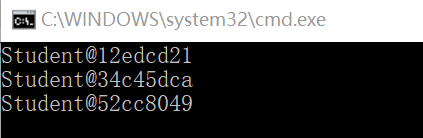 C:\WINDOWS\system32\cmd.exe
Student@12edcd21
Student@34c45dca
Student@52cc8049